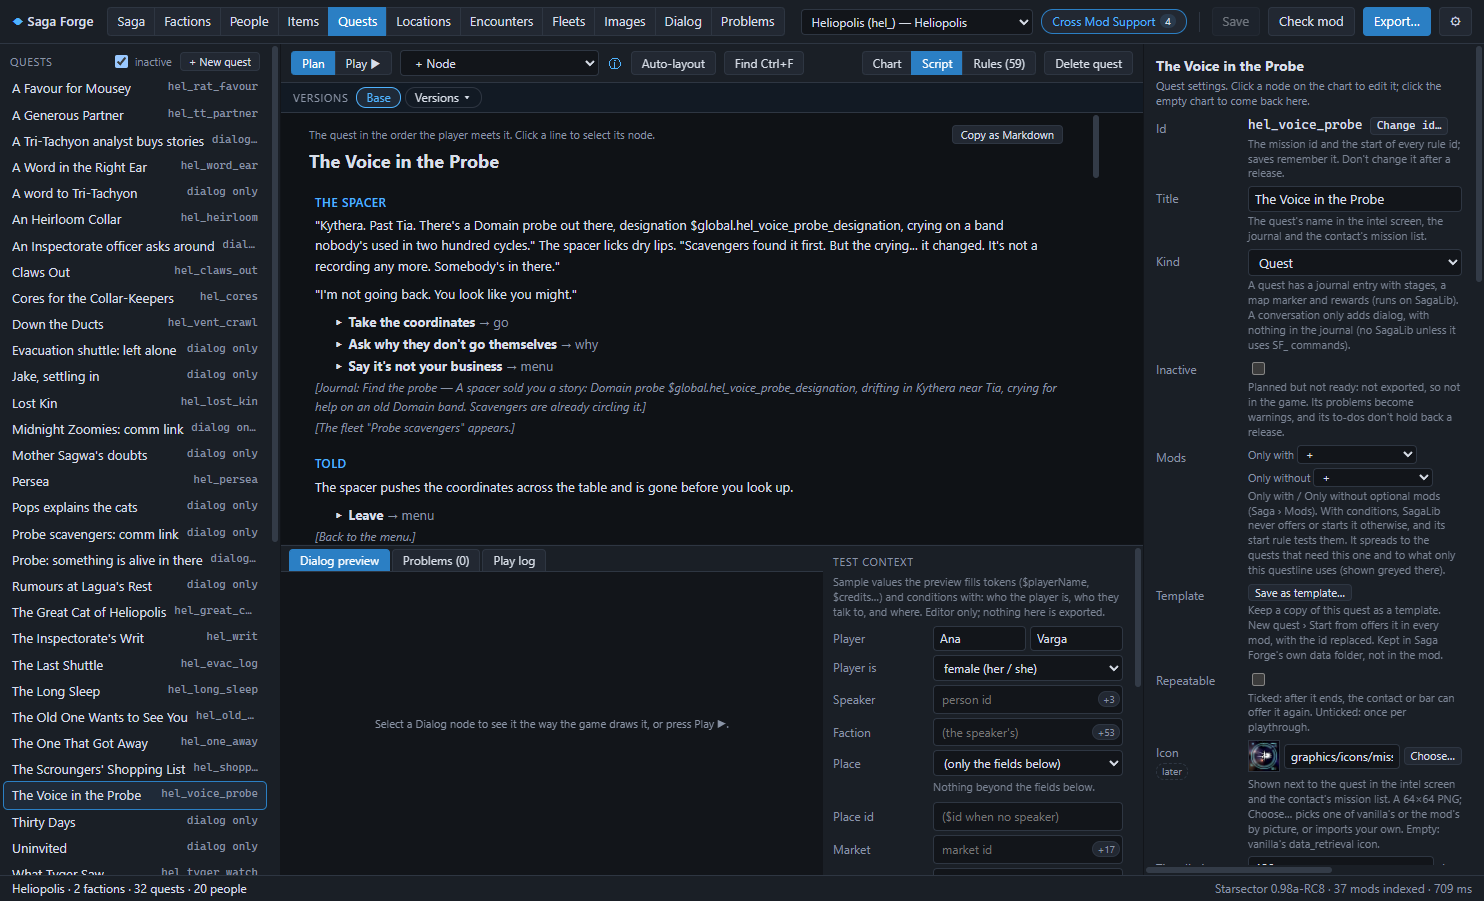 Saga Forge
Saga
Factions
People
Items
Quests
Locations
Encounters
Fleets
Images
Dialog
Problems
Heliopolis (hel_) — Heliopolis
Cross Mod Support 4
Save
Check mod
Export...
QUESTS
inactive
+ New quest
A Favour for Mousey hel_rat_favour
A Generous Partner hel_tt_partner
A Tri-Tachyon analyst buys stories dialog…
A Word in the Right Ear hel_word_ear
A word to Tri-Tachyon dialog only
An Heirloom Collar hel_heirloom
An Inspectorate officer asks around dial…
Claws Out hel_claws_out
Cores for the Collar-Keepers hel_cores
Down the Ducts hel_vent_crawl
Evacuation shuttle: left alone dialog only
Jake, settling in dialog only
Lost Kin hel_lost_kin
Midnight Zoomies: comm link dialog on…
Mother Sagwa's doubts dialog only
Persea hel_persea
Pops explains the cats dialog only
Probe scavengers: comm link dialog only
Probe: something is alive in there dialog…
Rumours at Lagua's Rest dialog only
The Great Cat of Heliopolis hel_great_c…
The Inspectorate's Writ hel_writ
The Last Shuttle hel_evac_log
The Long Sleep hel_long_sleep
The Old One Wants to See You hel_old_…
The One That Got Away hel_one_away
The Scroungers' Shopping List hel_shopp…
The Voice in the Probe hel_voice_probe
Thirty Days dialog only
Uninvited dialog only
What Tyger Saw hel_tyger_watch
Plan
Play ▶
+ Node
Auto-layout
Find Ctrl+F
Chart
Script
Rules (59)
Delete quest
VERSIONS
Base
Versions
The quest in the order the player meets it. Click a line to select its node.
Copy as Markdown
The Voice in the Probe
THE SPACER
"Kythera. Past Tia. There's a Domain probe out there, designation $global.hel_voice_probe_designation, crying on a band
nobody's used in two hundred cycles." The spacer licks dry lips. "Scavengers found it first. But the crying... it changed. It's not a
recording any more. Somebody's in there."
"I'm not going back. You look like you might."
▸ Take the coordinates → go
▸ Ask why they don't go themselves → why
▸ Say it's not your business → menu
[Journal: Find the probe — A spacer sold you a story: Domain probe $global.hel_voice_probe_designation, drifting in Kythera near Tia, crying for
help on an old Domain band. Scavengers are already circling it.]
[The fleet "Probe scavengers" appears.]
TOLD
The spacer pushes the coordinates across the table and is gone before you look up.
▸ Leave → menu
[Back to the menu.]
Dialog preview
Problems (0)
Play log
Select a Dialog node to see it the way the game draws it, or press Play ▶.
TEST CONTEXT
Sample values the preview fills tokens ($playerName,
$credits...) and conditions with: who the player is, who they
talk to, and where. Editor only; nothing here is exported.
Player Ana Varga
Player is female (her / she)
Speaker person id +3
Faction (the speaker's) +53
Place (only the fields below)
Nothing beyond the fields below.
Place id ($id when no speaker)
Market market id +17
The Voice in the Probe
Quest settings. Click a node on the chart to edit it; click the
empty chart to come back here.
Id hel_voice_probe Change id…
The mission id and the start of every rule id;
saves remember it. Don't change it after a
release.
Title The Voice in the Probe
The quest's name in the intel screen, the
journal and the contact's mission list.
Kind Quest
A quest has a journal entry with stages, a
map marker and rewards (runs on SagaLib).
A conversation only adds dialog, with
nothing in the journal (no SagaLib unless it
uses SF_ commands).
Inactive
Planned but not ready: not exported, so not
in the game. Its problems become
warnings, and its to-dos don't hold back a
release.
Mods Only with +
Only without +
Only with / Only without optional mods
(Saga › Mods). With conditions, SagaLib
never offers or starts it otherwise, and its
start rule tests them. It spreads to the
quests that need this one and to what only
this questline uses (shown greyed there).
Template Save as template...
Keep a copy of this quest as a template.
New quest › Start from offers it in every
mod, with the id replaced. Kept in Saga
Forge's own data folder, not in the mod.
Repeatable
Ticked: after it ends, the contact or bar can
offer it again. Unticked: once per
playthrough.
Icon graphics/icons/miss Choose...
later
Shown next to the quest in the intel screen
and the contact's mission list. A 64×64 PNG;
Choose... picks one of vanilla's or the mod's
by picture, or imports your own. Empty:
vanilla's data_retrieval icon.
Heliopolis · 2 factions · 32 quests · 20 people
Starsector 0.98a-RC8 · 37 mods indexed · 709 ms